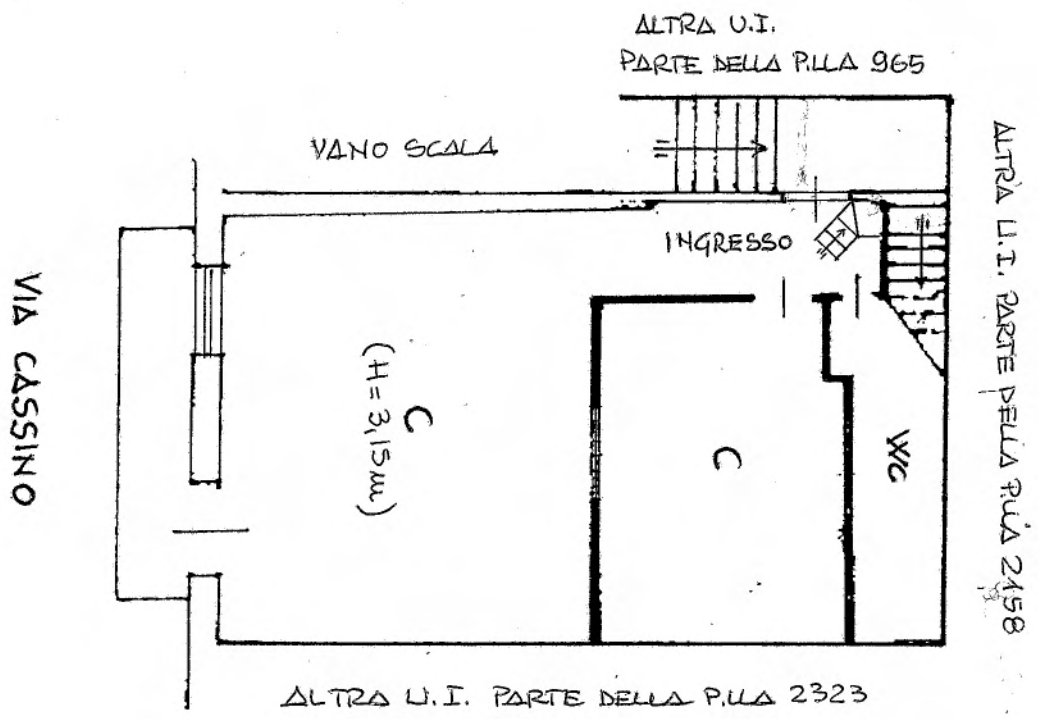 ALTRA U.I.
PARTE DELLA P.LLA 965
VANO SCALA
INGRESSO
VIA CASSINO
C
(H = 3,15 m)
C
WC
ALTRA U.I. PARTE DELLA P.LLA 2158
ALTRA U.I. PARTE DELLA P.LLA 2323